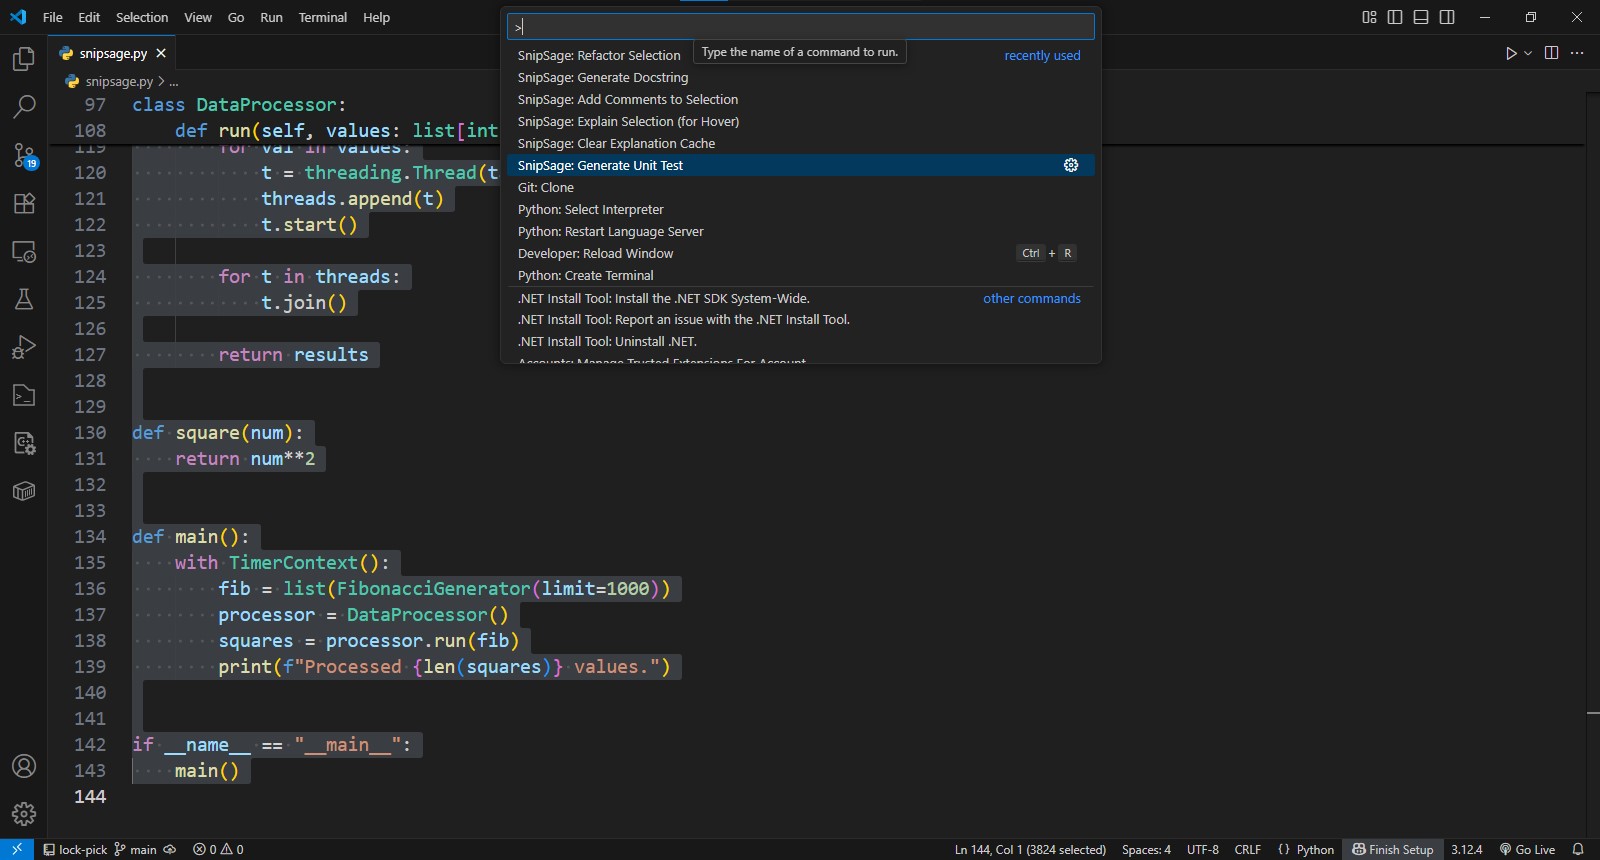 File Edit Selection View Go Run Terminal Help
>
snipsage.py
Type the name of a command to run.
snipsage.py > ...
SnipSage: Refactor Selection recently used
SnipSage: Generate Docstring
SnipSage: Add Comments to Selection
SnipSage: Explain Selection (for Hover)
SnipSage: Clear Explanation Cache
SnipSage: Generate Unit Test
Git: Clone
Python: Select Interpreter
Python: Restart Language Server
Developer: Reload Window Ctrl + R
Python: Create Terminal
.NET Install Tool: Install the .NET SDK System-Wide. other commands
.NET Install Tool: Report an issue with the .NET Install Tool.
.NET Install Tool: Uninstall .NET.
Accounts: Manage Trusted Extensions For Account
97 class DataProcessor:
108 def run(self, values: list[int
119 for val in values:
120 t = threading.Thread(t
121 threads.append(t)
122 t.start()
123
124 for t in threads:
125 t.join()
126
127 return results
128
129
130 def square(num):
131 return num**2
132
133
134 def main():
135 with TimerContext():
136 fib = list(FibonacciGenerator(limit=1000))
137 processor = DataProcessor()
138 squares = processor.run(fib)
139 print(f"Processed {len(squares)} values.")
140
141
142 if __name__ == "__main__":
143 main()
144
19
lock-pick main 0 0 Ln 144, Col 1 (3824 selected) Spaces: 4 UTF-8 CRLF {} Python Finish Setup 3.12.4 Go Live